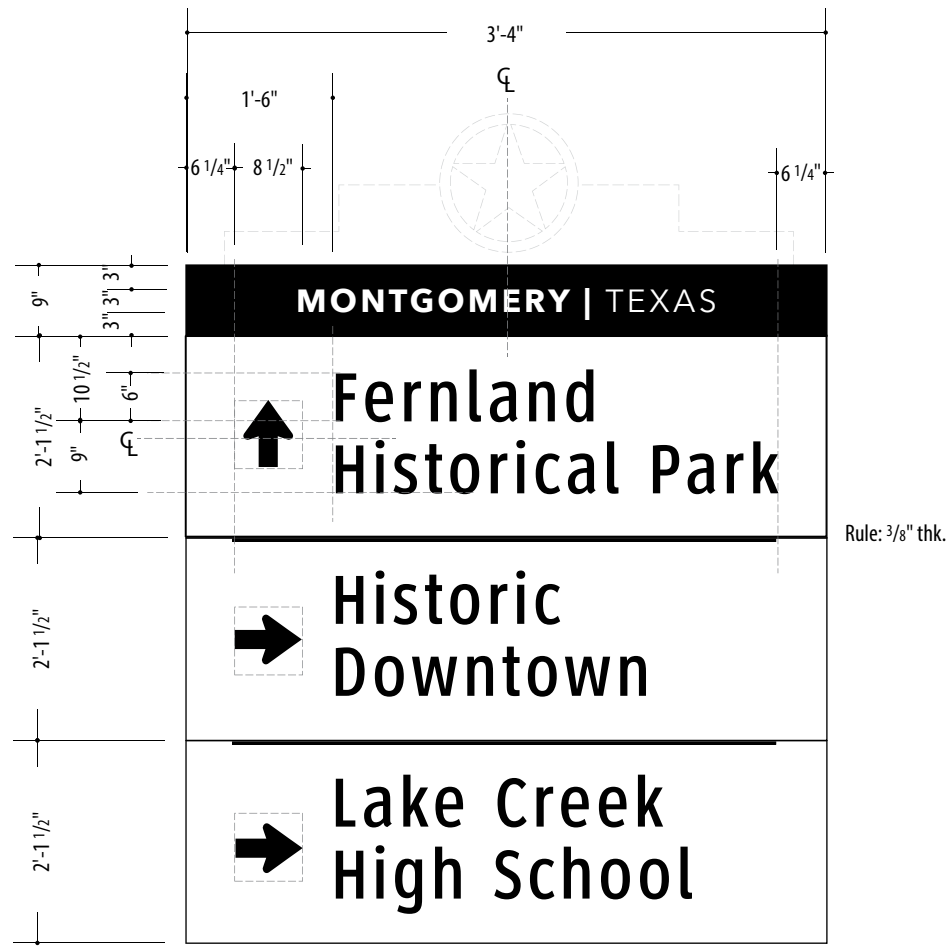 3'-4"
℄
1'-6"
6 1/4"
8 1/2"
6 1/4"
3"
9"
3"
3"
MONTGOMERY | TEXAS
10 1/2"
6"
2'-1 1/2"
9"
℄
Fernland
Historical Park
Rule: 3/8" thk.
2'-1 1/2"
Historic
Downtown
2'-1 1/2"
Lake Creek
High School